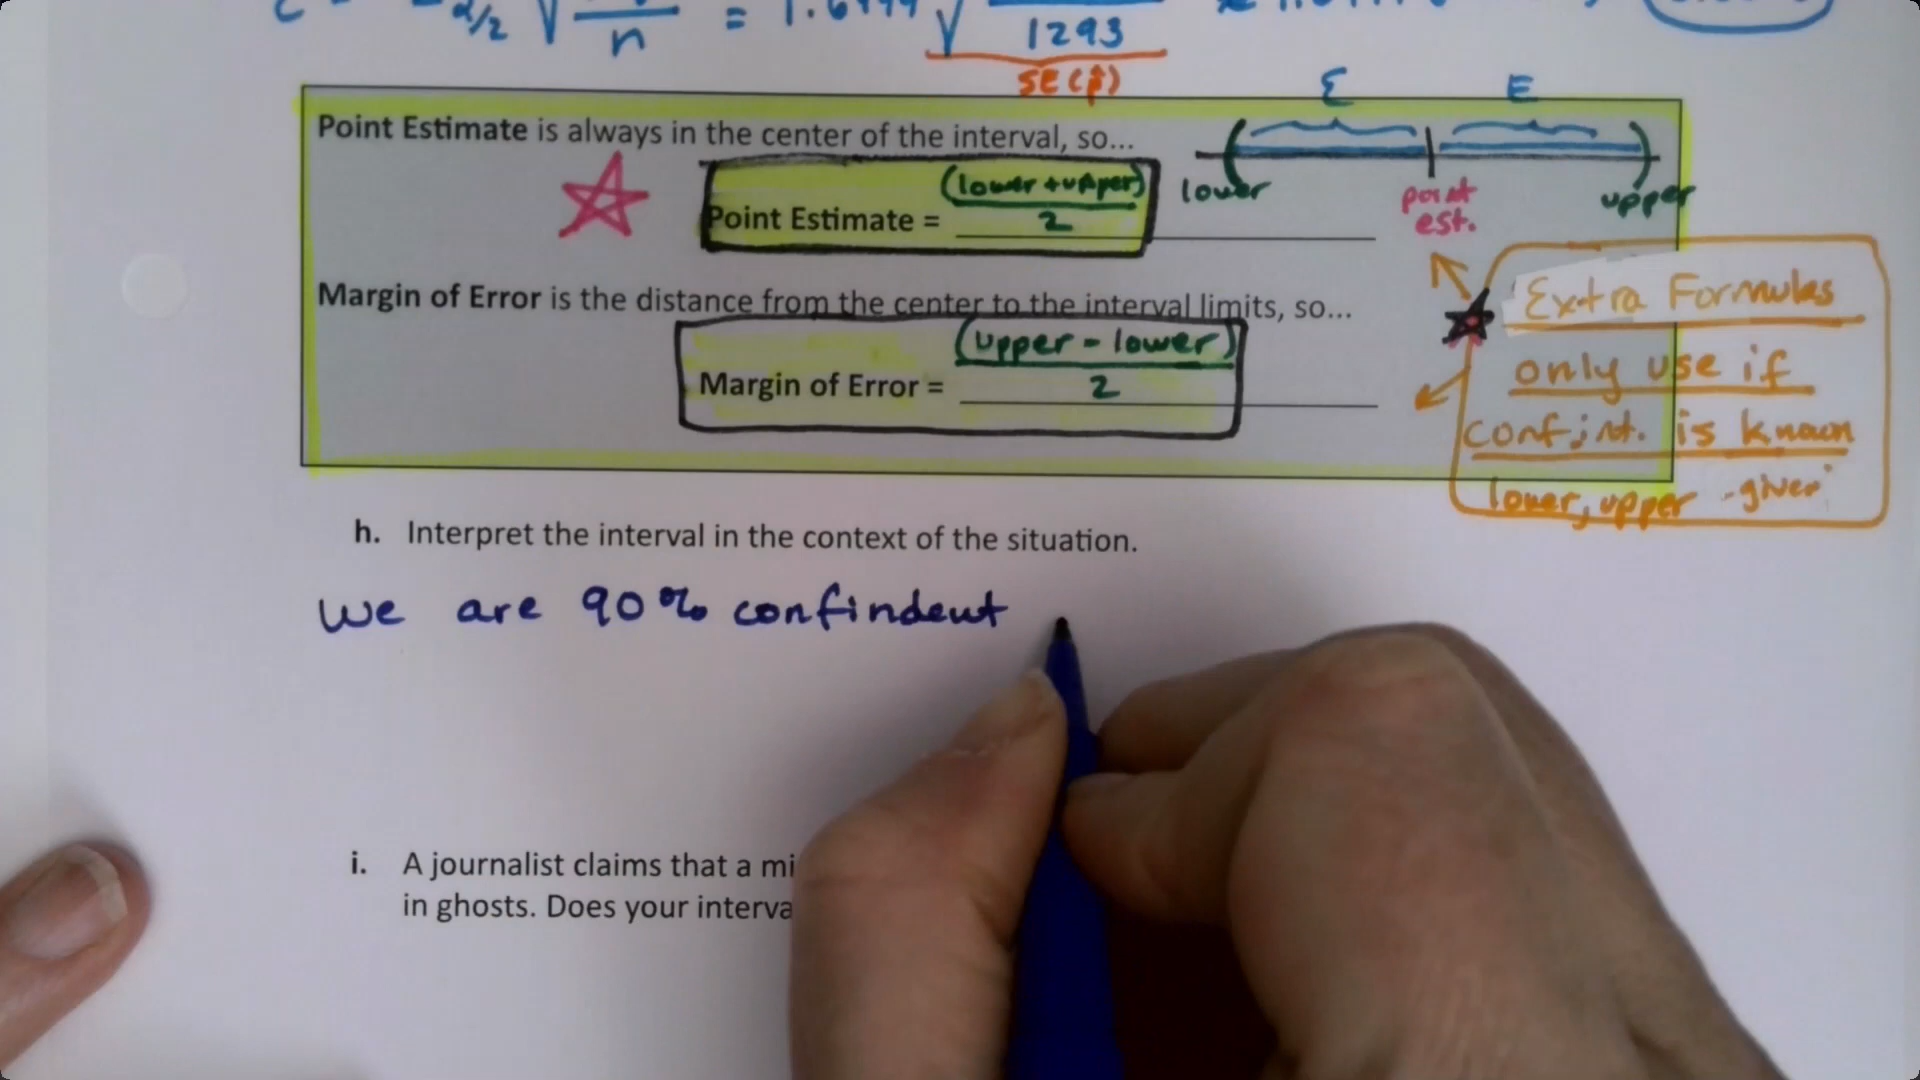 α/2 √ n = 1.6449 √ 1293
SE(p̂)
E E
Point Estimate is always in the center of the interval, so...
(lower + upper)
Point Estimate = 2
lower point est. upper
Margin of Error is the distance from the center to the interval limits, so...
(upper - lower)
Margin of Error = 2
Extra Formulas
only use if
conf. int. is known
lower, upper - given
h. Interpret the interval in the context of the situation.
We are 90% confindent
i. A journalist claims that a mi
in ghosts. Does your interva